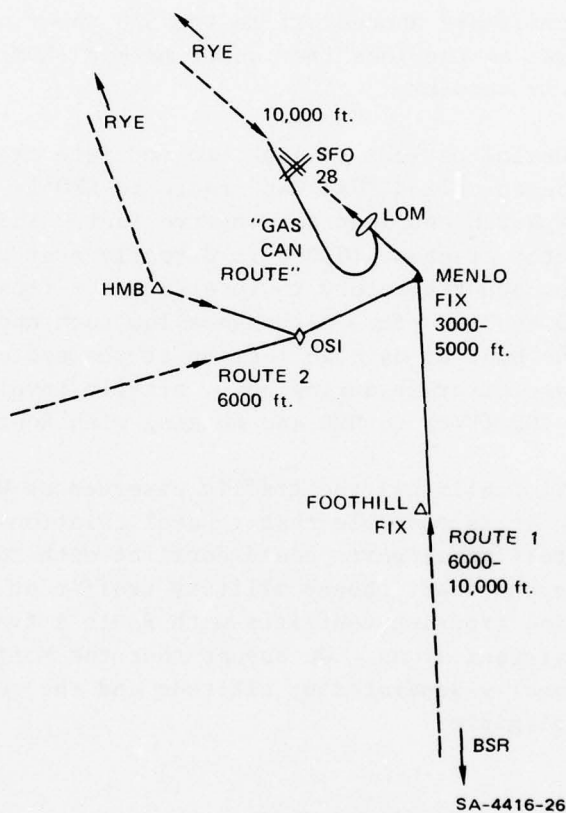 RYE
RYE
10,000 ft.
SFO
28
LOM
"GAS
CAN
ROUTE"
MENLO
FIX
3000-
5000 ft.
HMB
OSI
ROUTE 2
6000 ft.
FOOTHILL
FIX
ROUTE 1
6000-
10,000 ft.
BSR
SA-4416-26